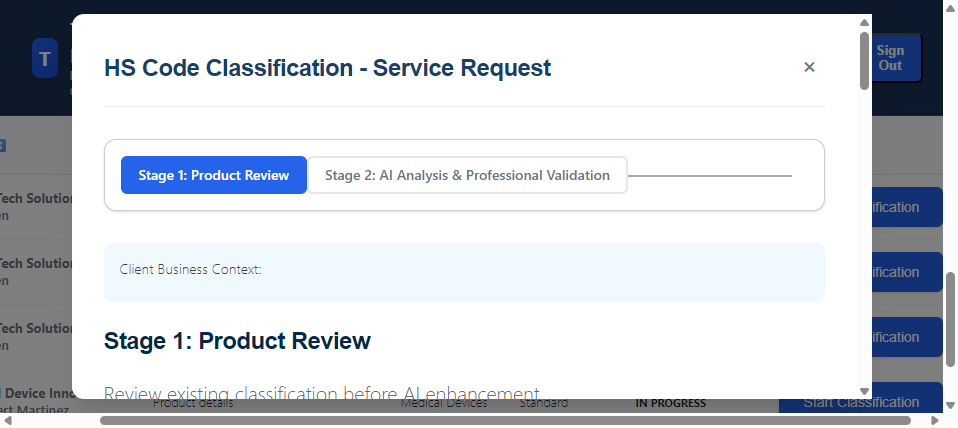 T
Sign
Out
HS Code Classification - Service Request
×
Stage 1: Product Review
Stage 2: AI Analysis & Professional Validation
Client Business Context:
Stage 1: Product Review
Review existing classification before AI enhancement
Tech Solution
en
ification
Tech Solution
en
ification
Tech Solution
en
ification
l Device Inno
ert Martinez
Product details
Medical Devices
Standard
IN PROGRESS
Start Classification